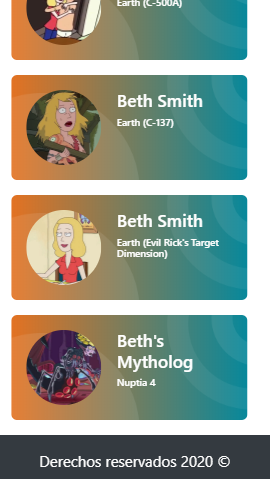 Earth (C-500A)
Beth Smith
Earth (C-137)
Beth Smith
Earth (Evil Rick's Target
Dimension)
Beth's
Mytholog
Nuptia 4
Derechos reservados 2020 ©